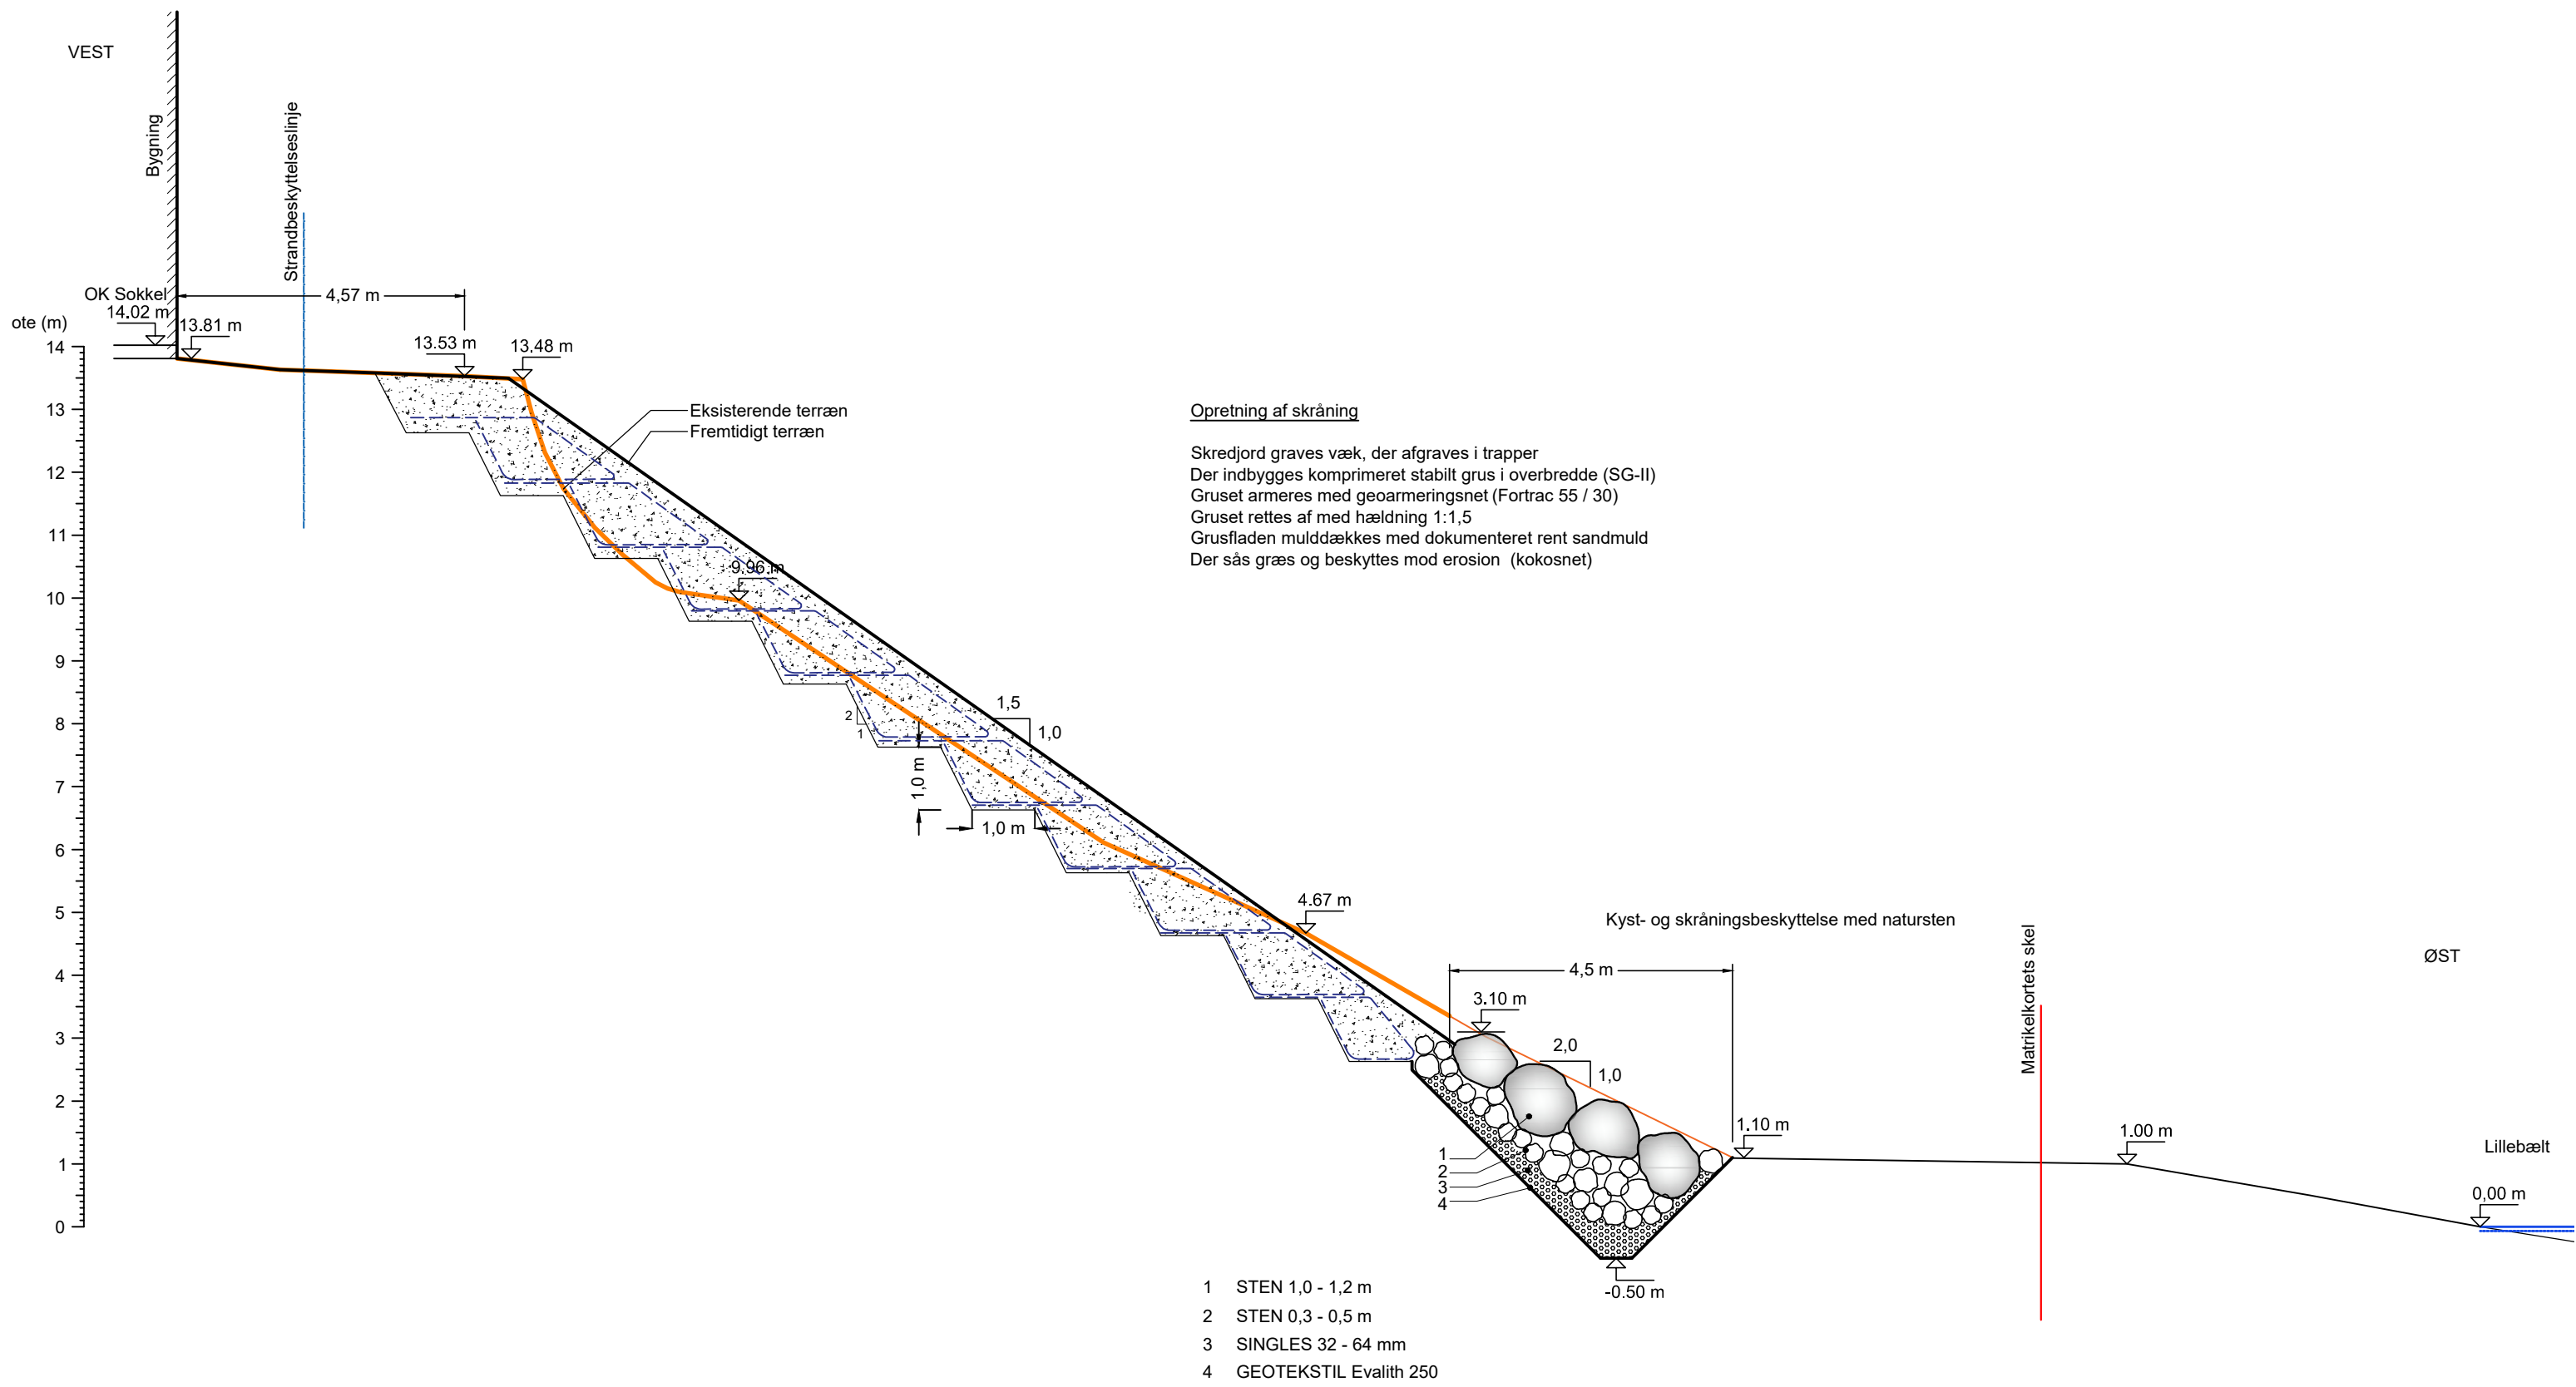 VEST
Bygning
Strandbeskyttelseslinje
4,57 m
OK Sokkel
14.02 m
13.81 m
ote (m)
13.53 m
13.48 m
14
13
12
11
10
9
8
7
6
5
4
3
2
1
0
Eksisterende terræn
Fremtidigt terræn
9.96 m
Opretning af skråning
Skredjord graves væk, der afgraves i trapper
Der indbygges komprimeret stabilt grus i overbredde (SG-II)
Gruset armeres med geoarmeringsnet (Fortrac 55 / 30)
Gruset rettes af med hældning 1:1,5
Grusfladen mulddækkes med dokumenteret rent sandmuld
Der sås græs og beskyttes mod erosion (kokosnet)
1,5
1,0
2
1
1,0 m
1,0 m
4.67 m
Kyst- og skråningsbeskyttelse med natursten
4,5 m
3.10 m
2,0
1,0
1.10 m
Matrikelkortets skel
ØST
1.00 m
Lillebælt
0,00 m
1
2
3
4
-0.50 m
1 STEN 1,0 - 1,2 m
2 STEN 0,3 - 0,5 m
3 SINGLES 32 - 64 mm
4 GEOTEKSTIL Evalith 250